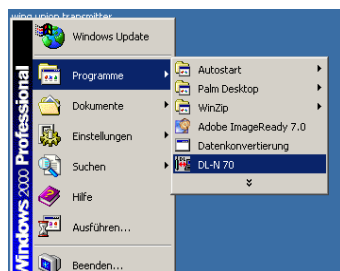 wing union transmitter
Windows 2000 Professional
Windows Update
Programme
Dokumente
Einstellungen
Suchen
Hilfe
Ausführen...
Beenden...
Autostart
Palm Desktop
WinZip
Adobe ImageReady 7.0
Datenkonvertierung
DL-N 70